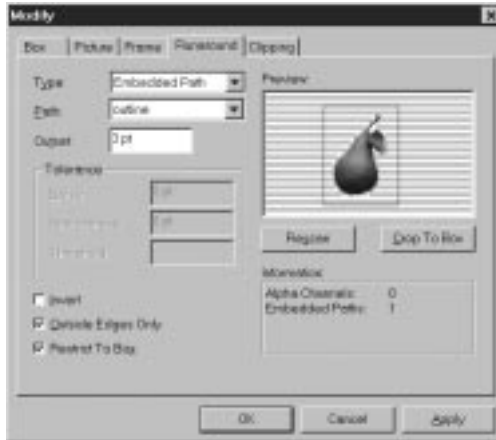 Modify
Box Picture Frame Runaround Clipping
Type: Embedded Path
Path: outline
Outset: 3 pt
Tolerance
Invert
Outside Edges Only
Restrict To Box
Preview:
Rescan Crop To Box
Information:
Alpha Channels: 0
Embedded Paths: 1
OK Cancel Apply